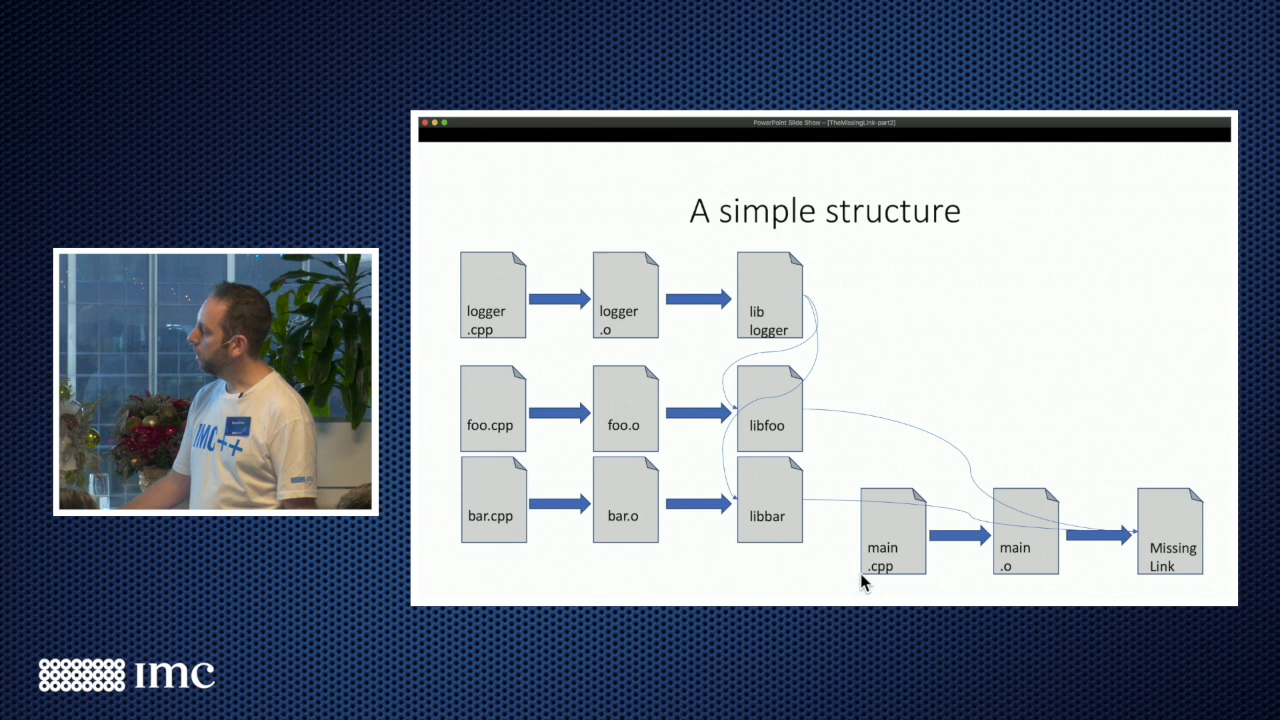 PowerPoint Slide Show - [TheMissingLink-part2]
A simple structure
logger
.cpp
logger
.o
lib
logger
foo.cpp
foo.o
libfoo
bar.cpp
bar.o
libbar
main
.cpp
main
.o
Missing
Link
IMC++
imc